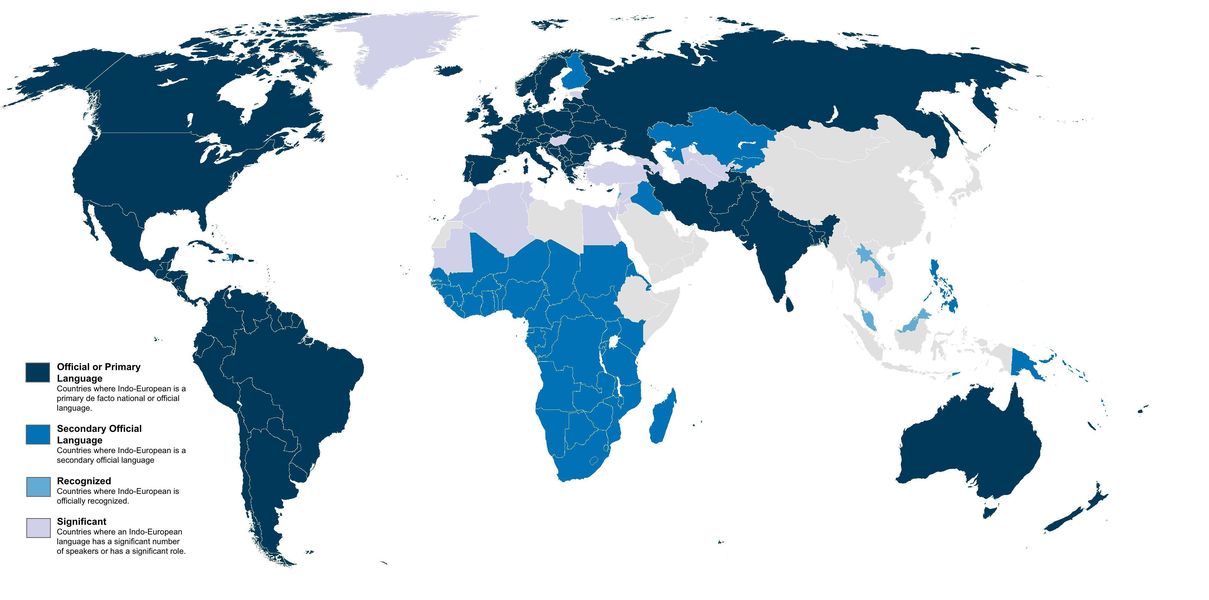 Official or Primary
Language
Countries where Indo-European is a
primary de facto national or official
language.
Secondary Official
Language
Countries where Indo-European is a
secondary official language
Recognized
Countries where Indo-European is
officially recognized.
Significant
Countries where an Indo-European
language has a significant number
of speakers or has a significant role.